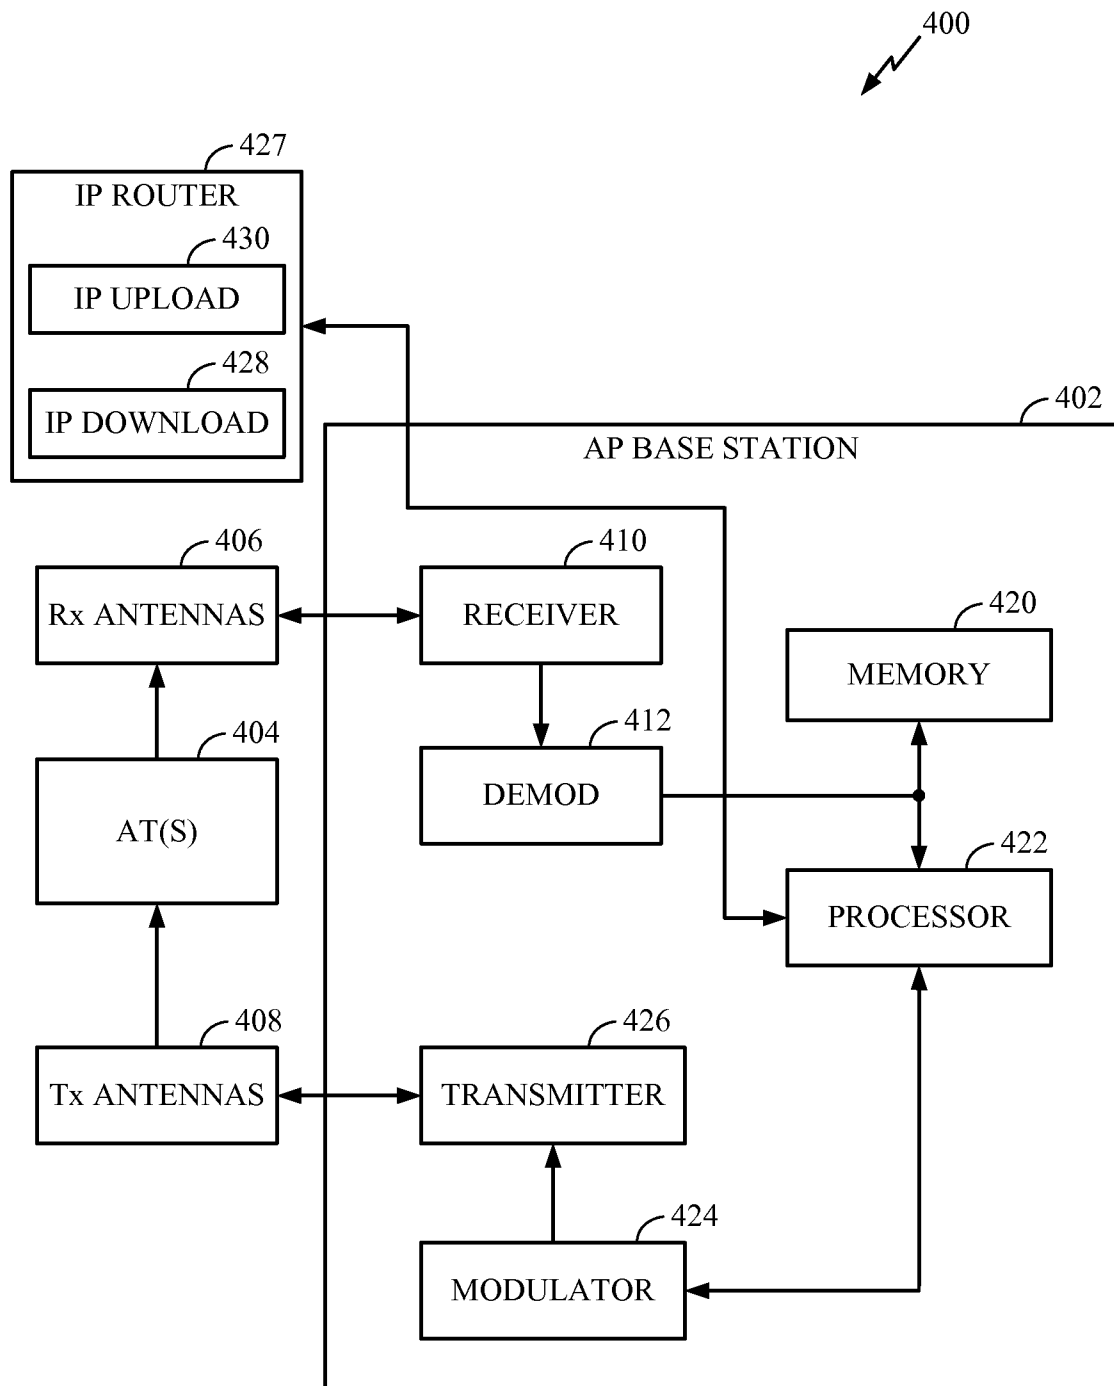 400
427
IP ROUTER
430
IP UPLOAD
428
IP DOWNLOAD
402
AP BASE STATION
406
Rx ANTENNAS
410
RECEIVER
420
MEMORY
404
AT(S)
412
DEMOD
422
PROCESSOR
408
Tx ANTENNAS
426
TRANSMITTER
424
MODULATOR